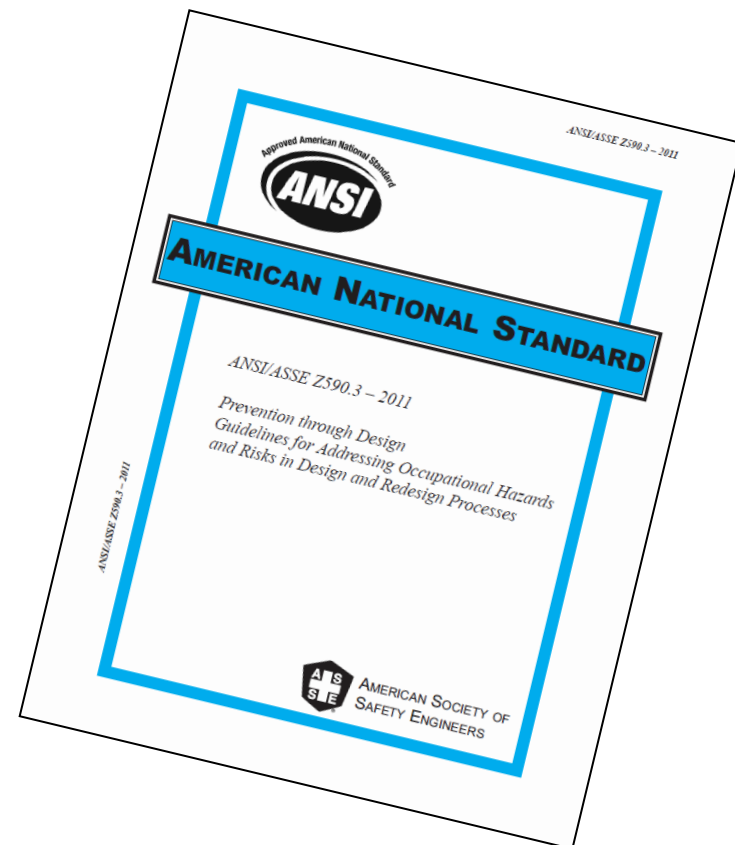 ANSI/ASSE Z590.3 – 2011
Approved American National Standard
ANSI
AMERICAN NATIONAL STANDARD
ANSI/ASSE Z590.3 – 2011
Prevention through Design
Guidelines for Addressing Occupational Hazards
and Risks in Design and Redesign Processes
ANSI/ASSE Z590.3 – 2011
A S
S E
AMERICAN SOCIETY OF
SAFETY ENGINEERS